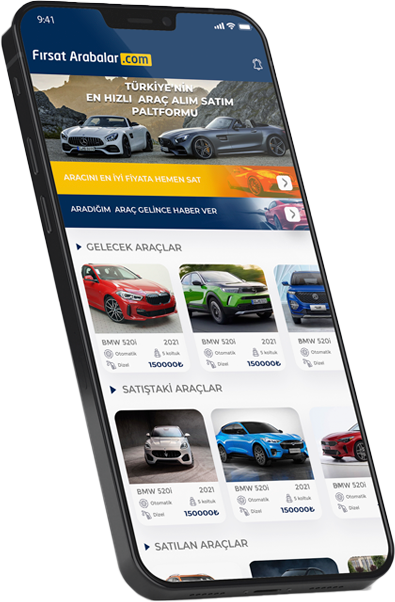 9:41
Fırsat Arabalar .com
TÜRKİYE'NİN
EN HIZLI ARAÇ ALIM SATIM
PALTFORMU
ARACINI EN İYİ FİYATA HEMEN SAT
ARADIĞIM ARAÇ GELİNCE HABER VER
GELECEK ARAÇLAR
BMW 520i 2021
Otomatik 5 koltuk
Dizel 150000₺
BMW 520i 2021
Otomatik 5 koltuk
Dizel 150000₺
BMW 520i
Otomatik
Dizel
SATIŞTAKİ ARAÇLAR
BMW 520i 2021
Otomatik 5 koltuk
Dizel 150000₺
BMW 520i 2021
Otomatik 5 koltuk
Dizel 150000₺
BMW 520i
Otomatik
Dizel
SATILAN ARAÇLAR